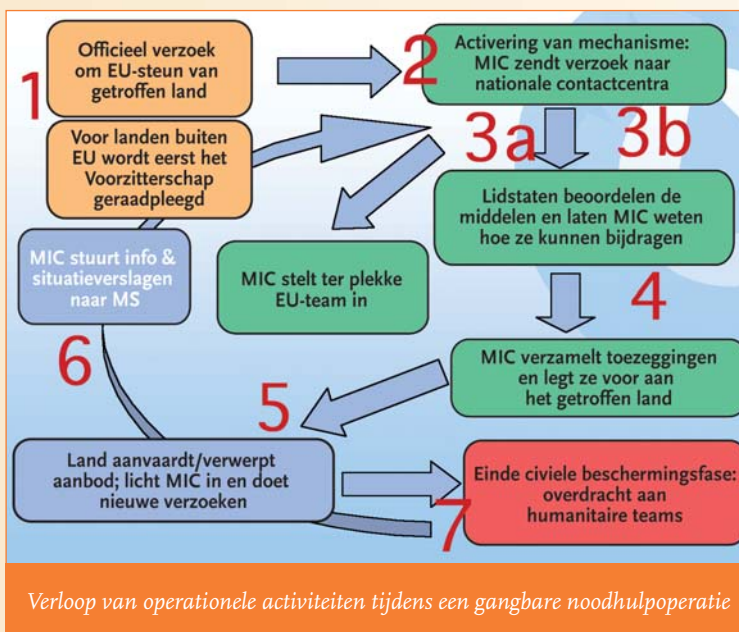 1
Officieel verzoek
om EU-steun van
getroffen land
Voor landen buiten
EU wordt eerst het
Voorzitterschap
geraadpleegd
2
Activering van mechanisme:
MIC zendt verzoek naar
nationale contactcentra
3a
3b
Lidstaten beoordelen de
middelen en laten MIC weten
hoe ze kunnen bijdragen
MIC stelt ter plekke
EU-team in
4
MIC verzamelt toezeggingen
en legt ze voor aan
het getroffen land
5
Land aanvaardt/verwerpt
aanbod; licht MIC in en doet
nieuwe verzoeken
6
MIC stuurt info &
situatieverslagen
naar MS
7
Einde civiele beschermingsfase:
overdracht aan
humanitaire teams
Verloop van operationele activiteiten tijdens een gangbare noodhulpoperatie